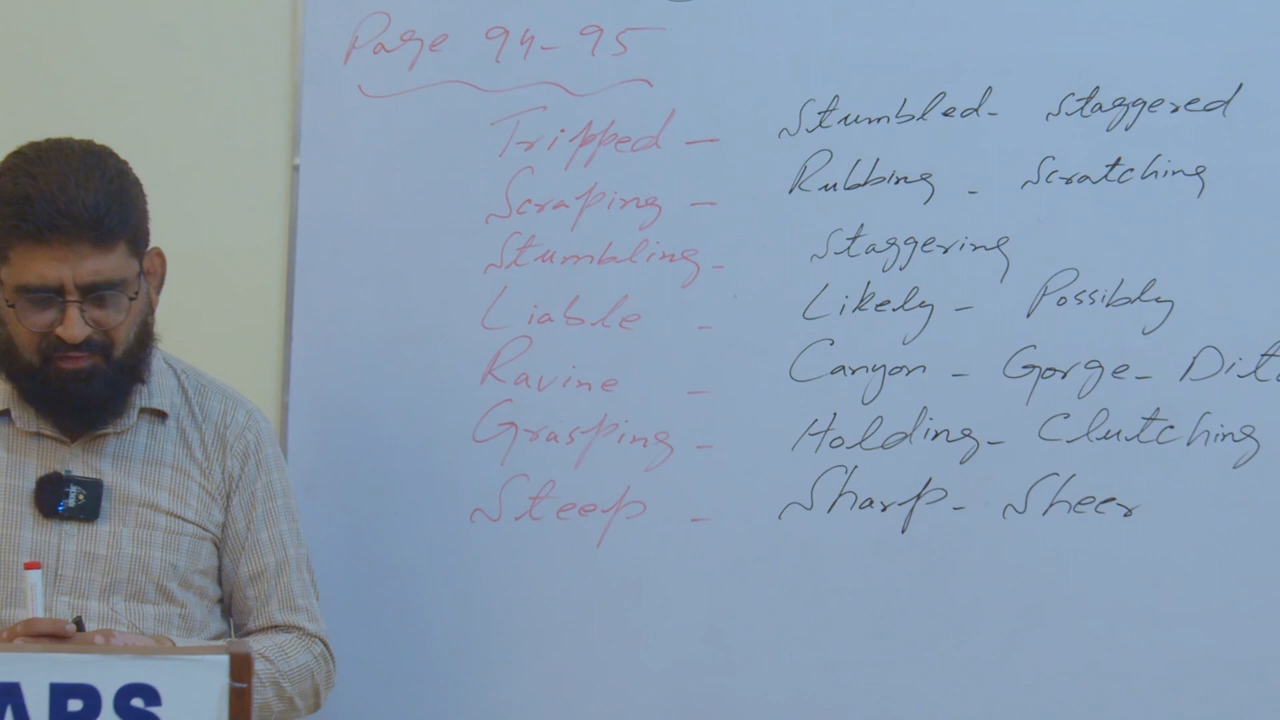 Page 94-95
Tripped - Stumbled - Staggered
Scraping - Rubbing - Scratching
Stumbling - Staggering
Liable - Likely - Possibly
Ravine - Canyon - Gorge -
Grasping - Holding - Clutching
Steep - Sharp - Sheer